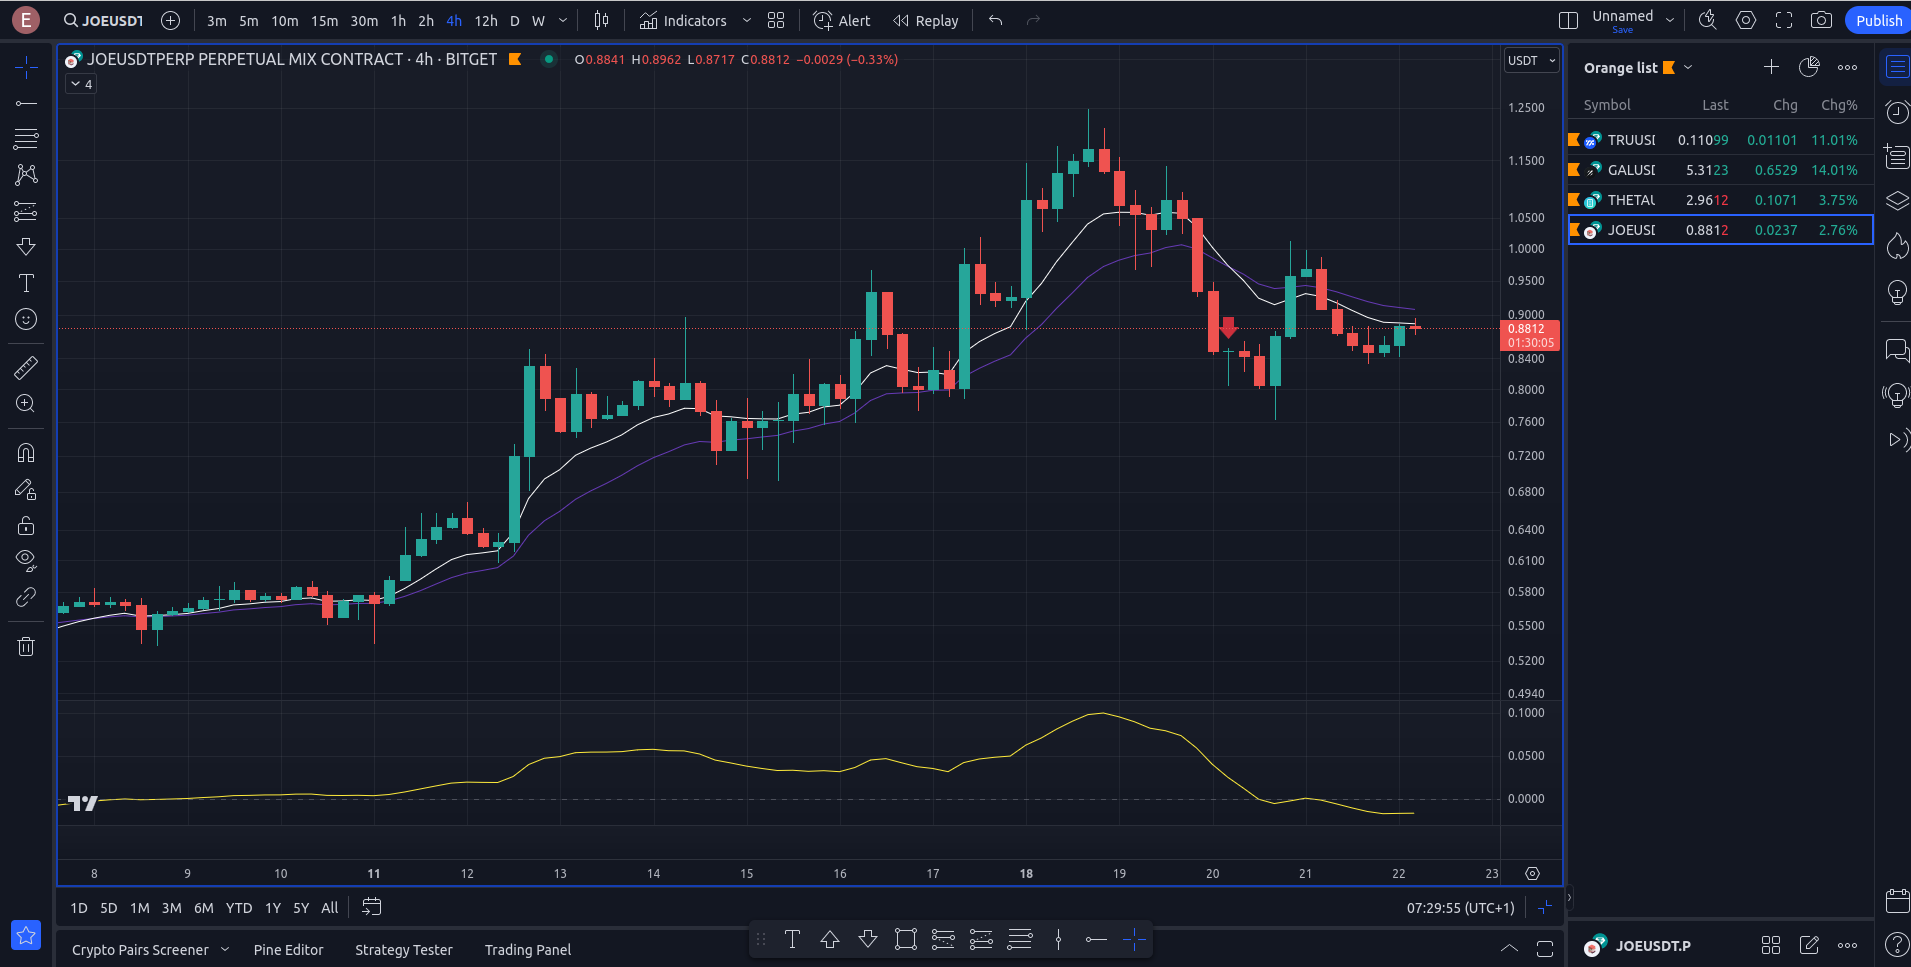 E JOEUSDT 3m 5m 10m 15m 30m 1h 2h 4h 12h D W Indicators Alert Replay Unnamed Save Publish
JOEUSDTPERP PERPETUAL MIX CONTRACT · 4h · BITGET O0.8841 H0.8962 L0.8717 C0.8812 −0.0029 (−0.33%)
4
USDT
1.2500
1.1500
1.0500
1.0000
0.9500
0.9000
0.8812
01:30:05
0.8400
0.8000
0.7600
0.7200
0.6800
0.6400
0.6100
0.5800
0.5500
0.5200
0.4940
0.1000
0.0500
0.0000
8 9 10 11 12 13 14 15 16 17 18 19 20 21 22 23
1D 5D 1M 3M 6M YTD 1Y 5Y All 07:29:55 (UTC+1)
Crypto Pairs Screener Pine Editor Strategy Tester Trading Panel
Orange list
Symbol Last Chg Chg%
TRUUSD 0.11099 0.01101 11.01%
GALUSD 5.3123 0.6529 14.01%
THETAU 2.9612 0.1071 3.75%
JOEUSD 0.8812 0.0237 2.76%
JOEUSDT.P